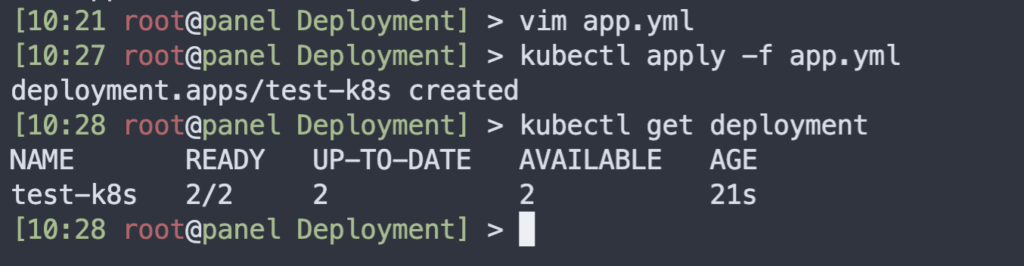 [10:21 root@panel Deployment] > vim app.yml
[10:27 root@panel Deployment] > kubectl apply -f app.yml
deployment.apps/test-k8s created
[10:28 root@panel Deployment] > kubectl get deployment
NAME READY UP-TO-DATE AVAILABLE AGE
test-k8s 2/2 2 2 21s
[10:28 root@panel Deployment] >